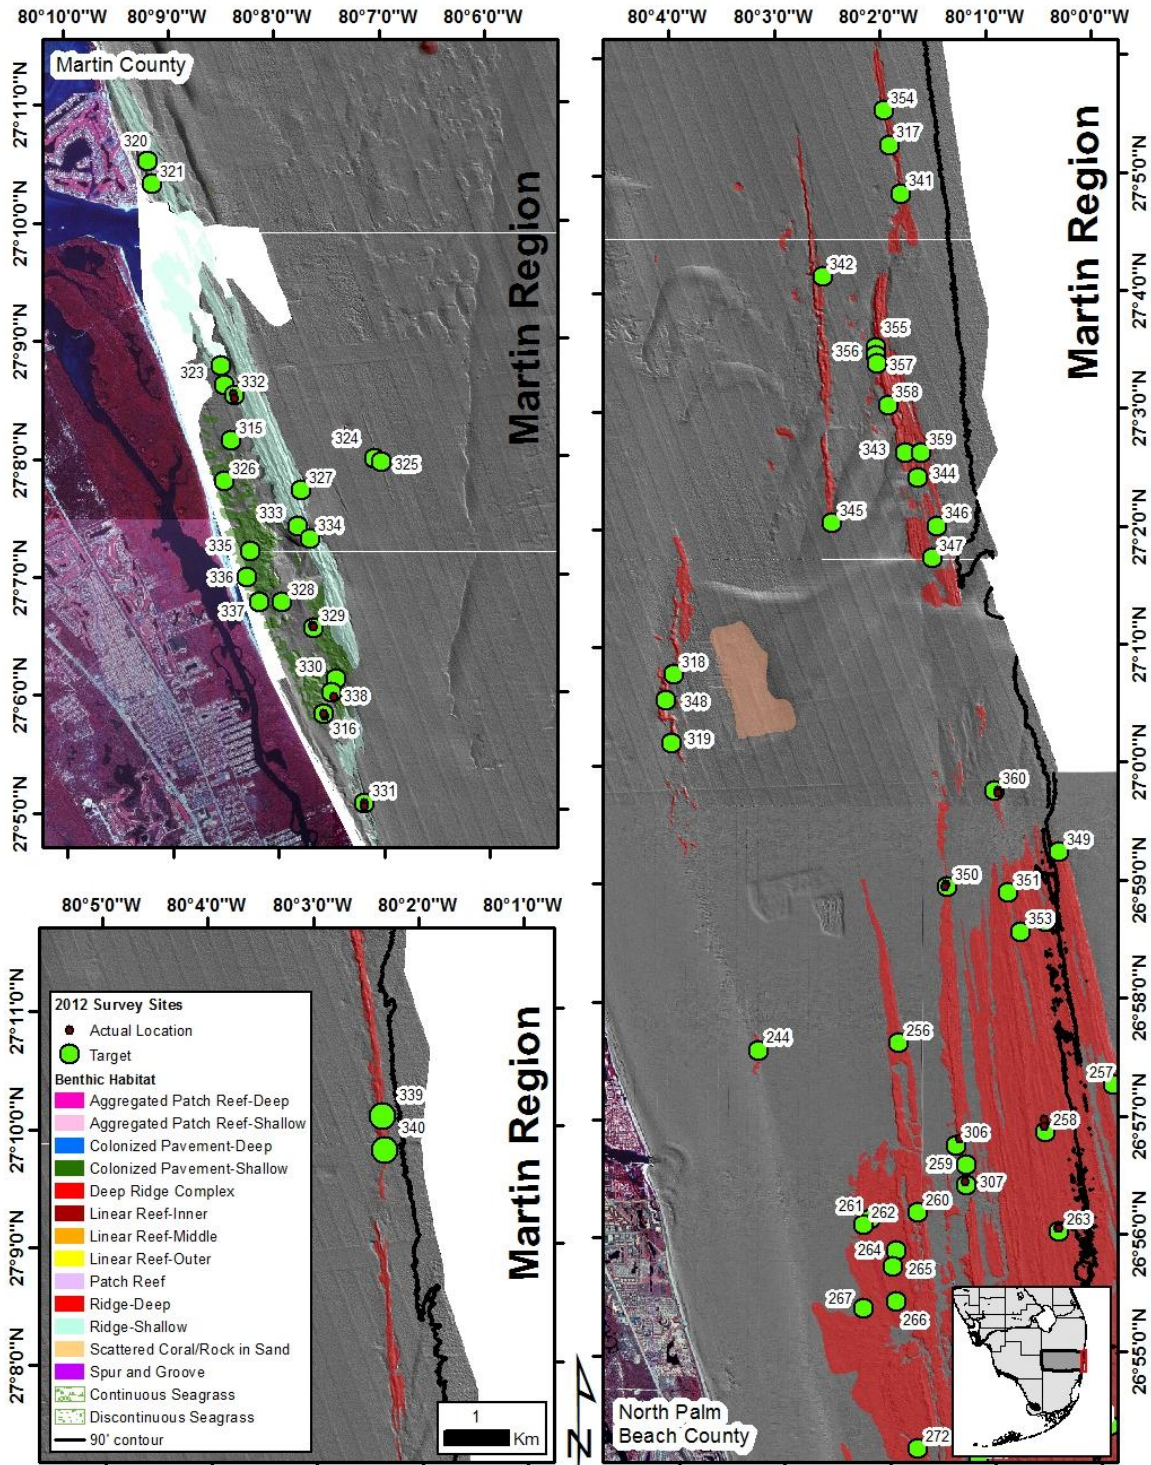 80°10'0"W 80°9'0"W 80°8'0"W 80°7'0"W 80°6'0"W
80°4'0"W 80°3'0"W 80°2'0"W 80°1'0"W 80°0'0"W
Martin County
27°11'0"N
27°10'0"N
27°9'0"N
27°8'0"N
27°7'0"N
27°6'0"N
27°5'0"N
320
321
323
332
315
324
325
326
327
333
334
335
336
328
337
329
330
338
316
331
Martin Region
80°5'0"W 80°4'0"W 80°3'0"W 80°2'0"W 80°1'0"W
27°11'0"N
27°10'0"N
27°9'0"N
27°8'0"N
339
340
Martin Region
2012 Survey Sites
Actual Location
Target
Benthic Habitat
Aggregated Patch Reef-Deep
Aggregated Patch Reef-Shallow
Colonized Pavement-Deep
Colonized Pavement-Shallow
Deep Ridge Complex
Linear Reef-Inner
Linear Reef-Middle
Linear Reef-Outer
Patch Reef
Ridge-Deep
Ridge-Shallow
Scattered Coral/Rock in Sand
Spur and Groove
Continuous Seagrass
Discontinuous Seagrass
90' contour
1
Km
N
354
317
341
342
355
356
357
358
343
359
344
345
346
347
318
348
319
360
349
350
351
353
256
244
257
258
306
259
307
260
261
262
263
264
265
267
266
272
Martin Region
27°5'0"N
27°4'0"N
27°3'0"N
27°2'0"N
27°1'0"N
27°0'0"N
26°59'0"N
26°58'0"N
26°57'0"N
26°56'0"N
26°55'0"N
North Palm
Beach County